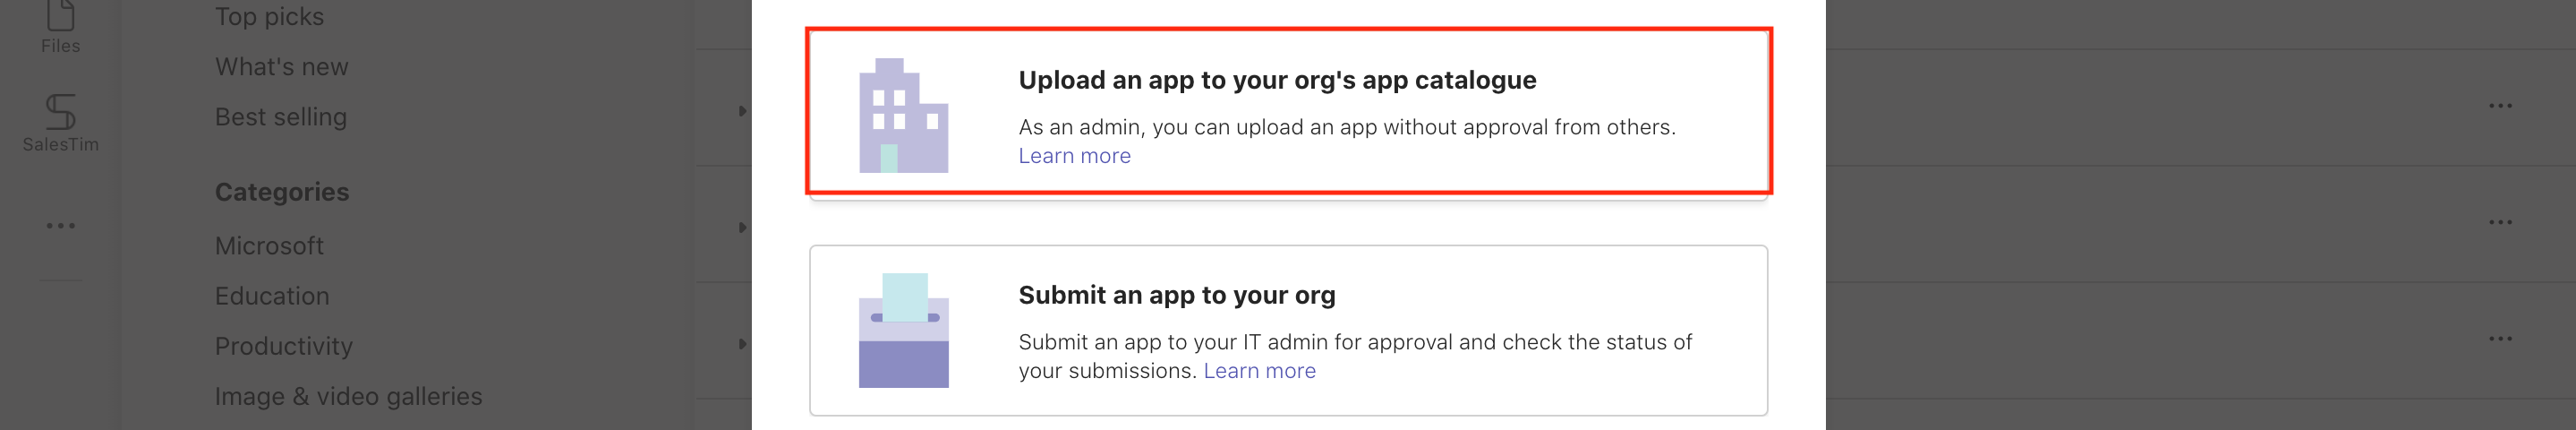 Files
SalesTim
Top picks
What's new
Best selling
Categories
Microsoft
Education
Productivity
Image & video galleries
Upload an app to your org's app catalogue
As an admin, you can upload an app without approval from others.
Learn more
Submit an app to your org
Submit an app to your IT admin for approval and check the status of
your submissions. Learn more